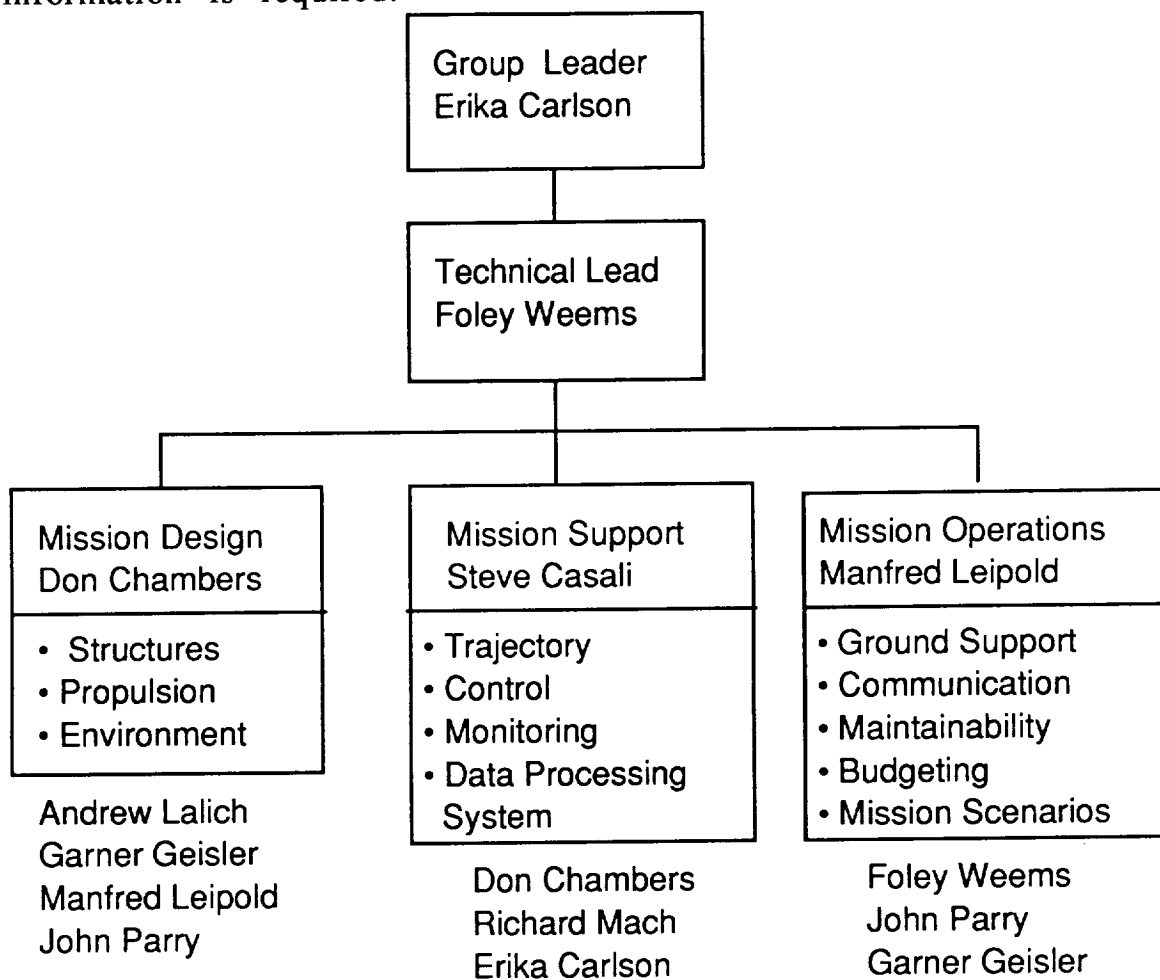 information is required.
Group Leader
Erika Carlson
Technical Lead
Foley Weems
Mission Design
Don Chambers
• Structures
• Propulsion
• Environment
Andrew Lalich
Garner Geisler
Manfred Leipold
John Parry
Mission Support
Steve Casali
• Trajectory
• Control
• Monitoring
• Data Processing
System
Don Chambers
Richard Mach
Erika Carlson
Mission Operations
Manfred Leipold
• Ground Support
• Communication
• Maintainability
• Budgeting
• Mission Scenarios
Foley Weems
John Parry
Garner Geisler